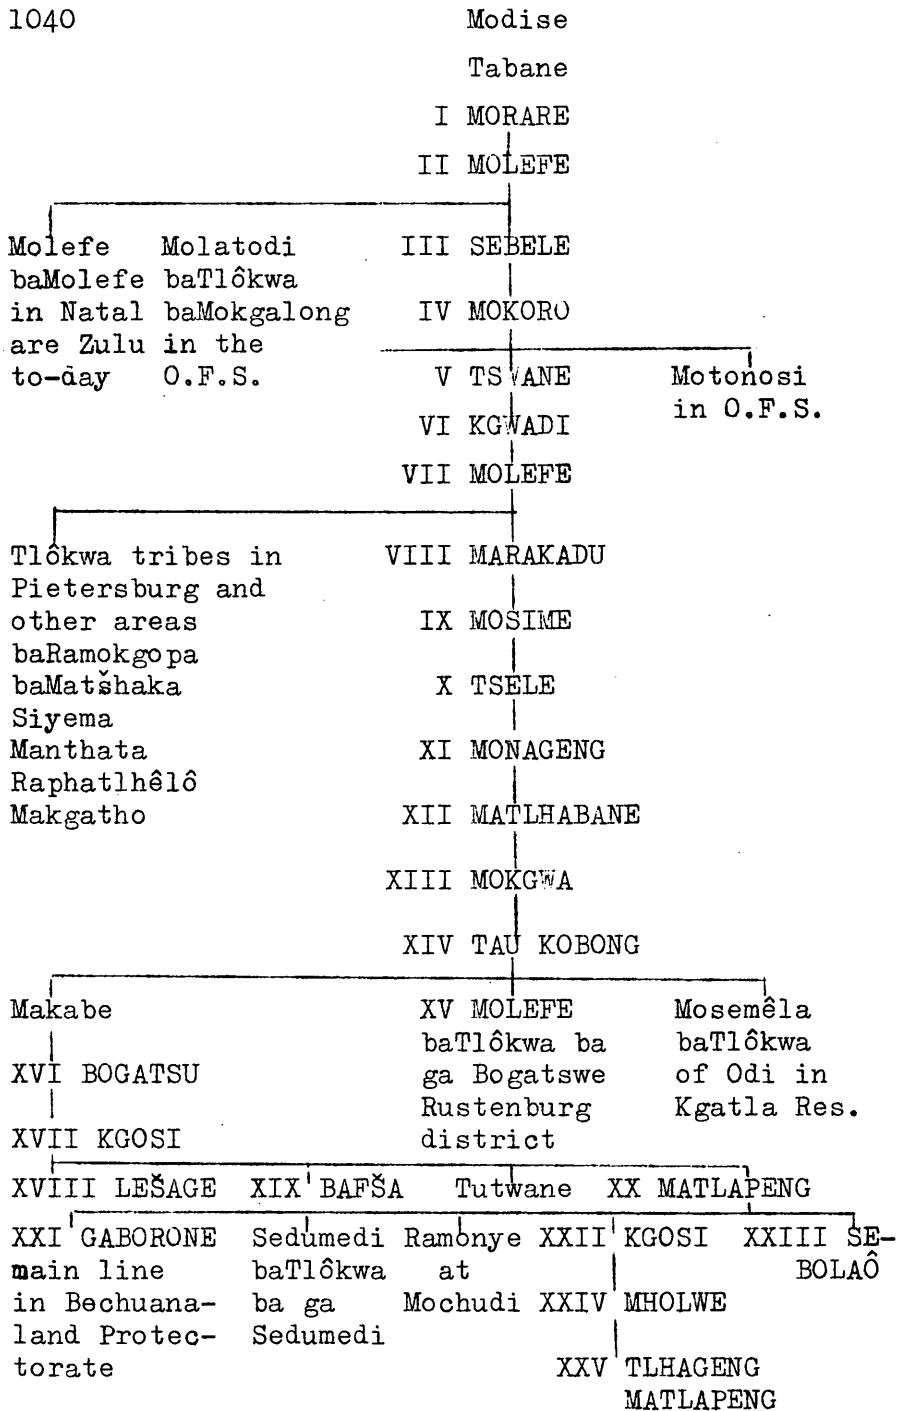 1040 Modise
Tabane
I MORARE
II MOLEFE
Molefe Molatodi III SEBELE
baMolefe baTlôkwa
in Natal baMokgalong IV MOKORO
are Zulu in the
to-day O.F.S. V TSWANE Motonosi
in O.F.S.
VI KGWADI
VII MOLEFE
Tlôkwa tribes in VIII MARAKADU
Pietersburg and
other areas IX MOSIME
baRamokgopa
baMatšhaka X TSELE
Siyema
Manthata XI MONAGENG
Raphatlhêlô
Makgatho XII MATLHABANE
XIII MOKGWA
XIV TAU KOBONG
Makabe XV MOLEFE Mosemêla
baTlôkwa ba baTlôkwa
XVI BOGATSU ga Bogatswe of Odi in
Rustenburg Kgatla Res.
XVII KGOSI district
XVIII LEŠAGE XIX BAFŠA Tutwane XX MATLAPENG
XXI GABORONE Sedumedi Ramonye XXII KGOSI XXIII SE-
main line baTlôkwa at BOLAÔ
in Bechuana- ba ga Mochudi XXIV MHOLWE
land Protec- Sedumedi
torate XXV TLHAGENG
MATLAPENG